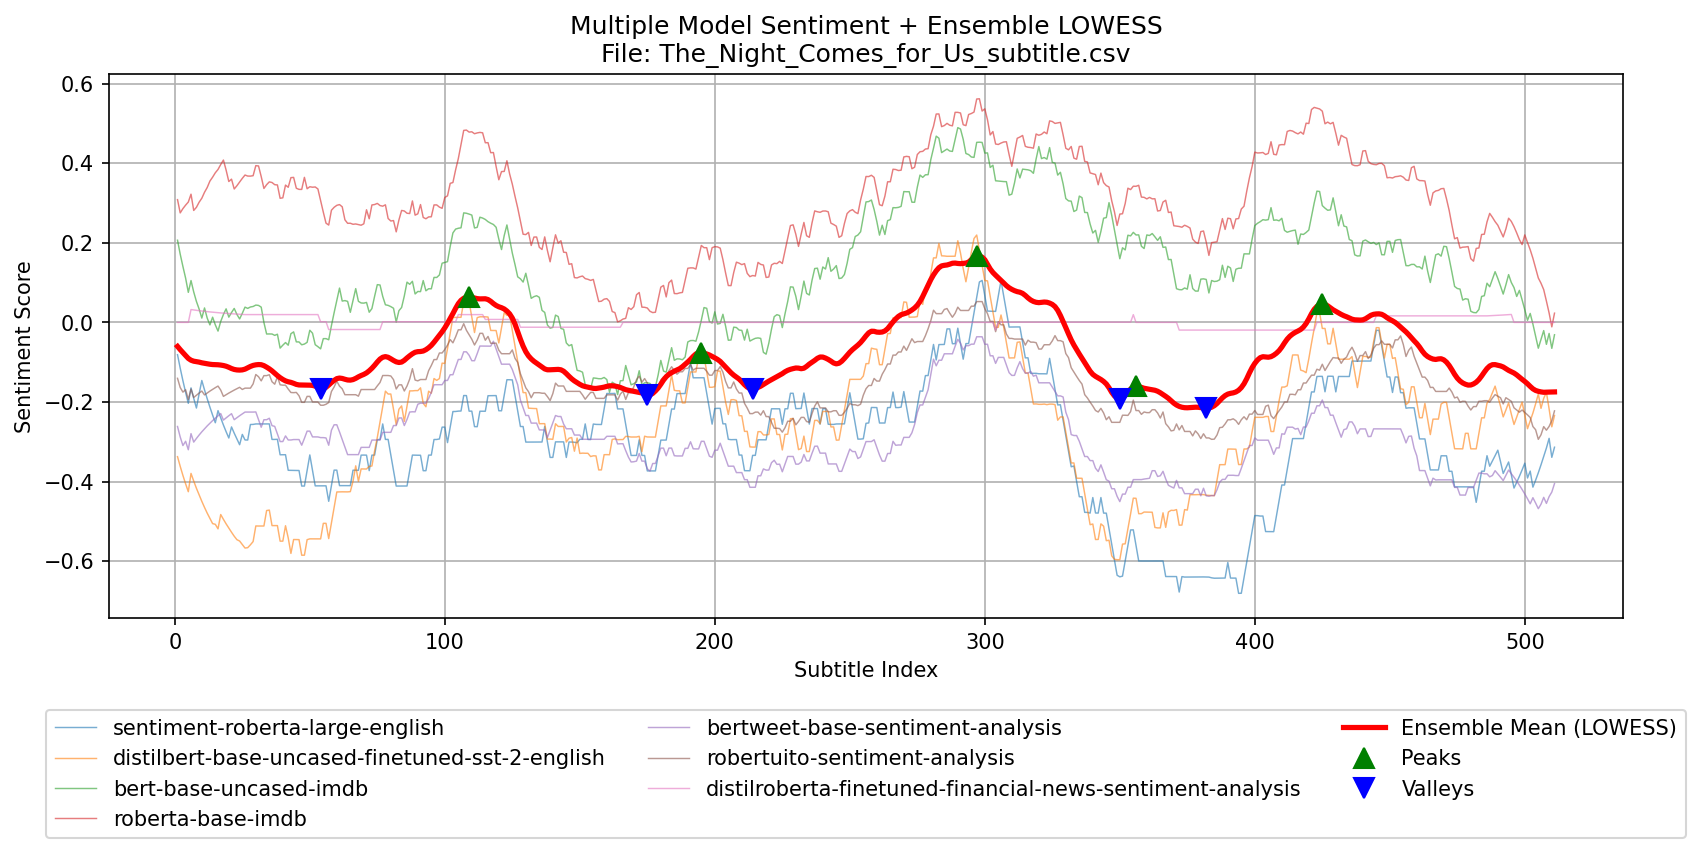 Multiple Model Sentiment + Ensemble LOWESS
File: The_Night_Comes_for_Us_subtitle.csv
Sentiment Score
0.6
0.4
0.2
0.0
−0.2
−0.4
−0.6
0
100
200
300
400
500
Subtitle Index
sentiment-roberta-large-english
distilbert-base-uncased-finetuned-sst-2-english
bert-base-uncased-imdb
roberta-base-imdb
bertweet-base-sentiment-analysis
robertuito-sentiment-analysis
distilroberta-finetuned-financial-news-sentiment-analysis
Ensemble Mean (LOWESS)
Peaks
Valleys